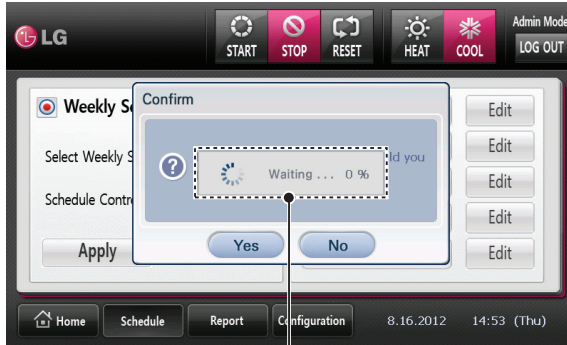 LG
START
STOP
RESET
HEAT
COOL
Admin Mode
LOG OUT
Weekly S
Select Weekly S
Schedule Contr
Apply
Confirm
?
ld you
Waiting ... 0 %
Yes
No
Edit
Edit
Edit
Edit
Edit
Home
Schedule
Report
Configuration
8.16.2012 14:53 (Thu)